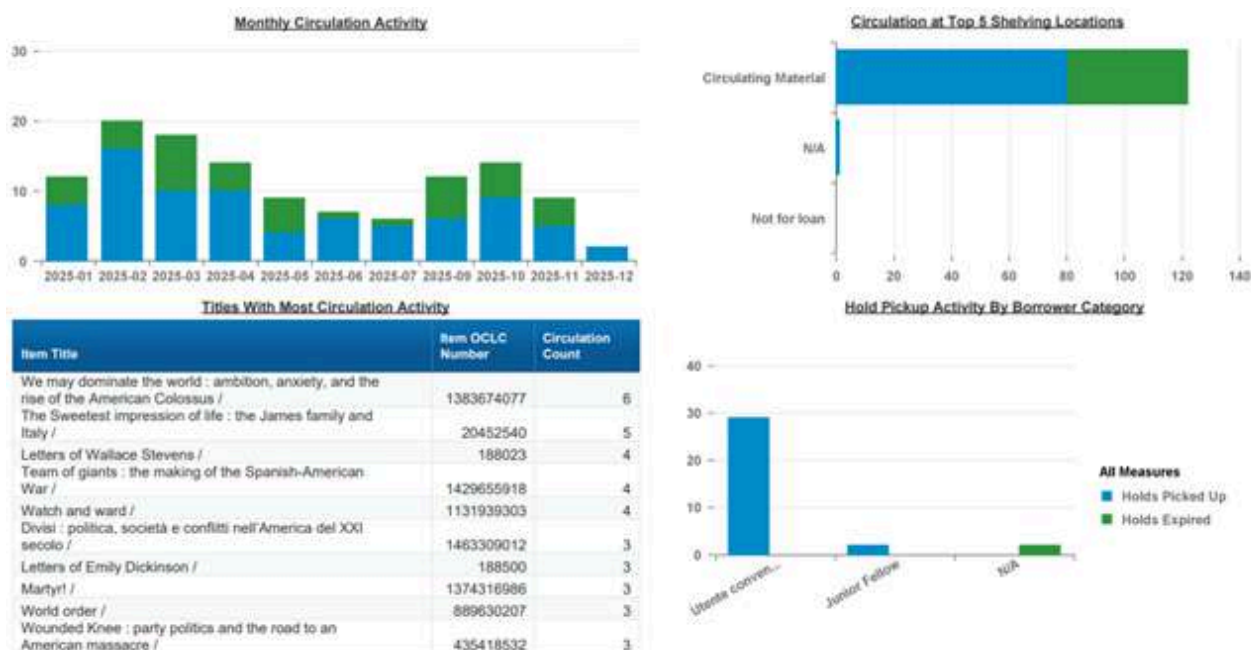 Monthly Circulation Activity
30
20
10
0
2025-01 2025-02 2025-03 2025-04 2025-05 2025-06 2025-07 2025-09 2025-10 2025-11 2025-12
Circulation at Top 5 Shelving Locations
Circulating Material
N/A
Not for loan
0 20 40 60 80 100 120 140
Titles With Most Circulation Activity
Item Title Item OCLC Number Circulation Count
We may dominate the world : ambition, anxiety, and the
rise of the American Colossus / 1383674077 6
The Sweetest impression of life : the James family and
Italy / 20452540 5
Letters of Wallace Stevens / 188023 4
Team of giants : the making of the Spanish-American
War / 1429655918 4
Watch and ward / 1131939303 4
Divisi : politica, società e conflitti nell'America del XXI
secolo / 1463309012 3
Letters of Emily Dickinson / 188500 3
Martyr! / 1374316986 3
World order / 889630207 3
Wounded Knee : party politics and the road to an
American massacre / 435418532 3
Hold Pickup Activity By Borrower Category
40
30
20
10
0
Utente conven...
Junior Fellow
N/A
All Measures
Holds Picked Up
Holds Expired